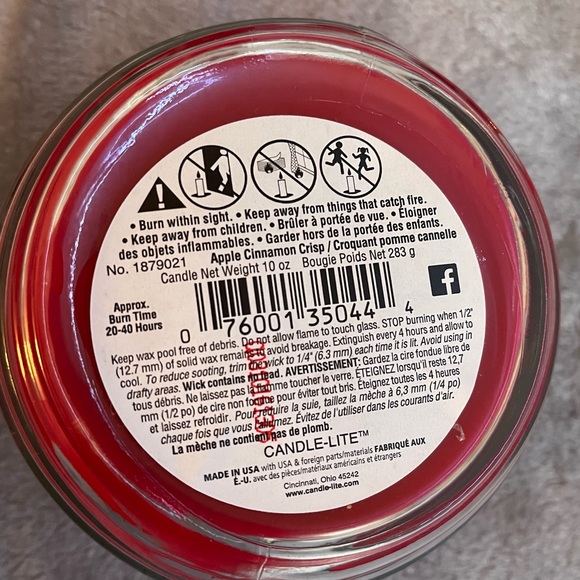 • Burn within sight. • Keep away from things that catch fire.
• Keep away from children. • Brûler à portée de vue. • Éloigner
des objets inflammables. • Garder hors de la portée des enfants.
No. 1879021 Apple Cinnamon Crisp / Croquant pomme cannelle
Candle Net Weight 10 oz Bougie Poids Net 283 g
Approx.
Burn Time
20-40 Hours
0 76001 35044 4
f
Keep wax pool free of debris. Do not allow flame to touch glass. STOP burning when 1/2"
(12.7 mm) of solid wax remains to avoid breakage. Extinguish every 4 hours and allow to
cool. To reduce sooting, trim wick to 1/4" (6.3 mm) each time it is lit. Avoid using in
drafty areas. Wick contains no lead. AVERTISSEMENT: Gardez la cire fondue libre de
tous débris. Ne laissez pas la flamme toucher le verre. ÉTEIGNEZ lorsqu'il reste 12,7
mm (1/2 po) de cire non fondue pour éviter tout bris. Éteignez toutes les 4 heures
et laissez refroidir. Pour réduire la suie, taillez la mèche à 6,3 mm (1/4 po)
chaque fois que vous l'allumez. Évitez de l'utiliser dans les courants d'air.
La mèche ne contient pas de plomb.
CANDLE-LITE™
MADE IN USA with USA & foreign parts/materials FABRIQUÉ AUX
É.-U. avec des pièces/matériaux américains et étrangers
Cincinnati, Ohio 45242
www.candle-lite.com